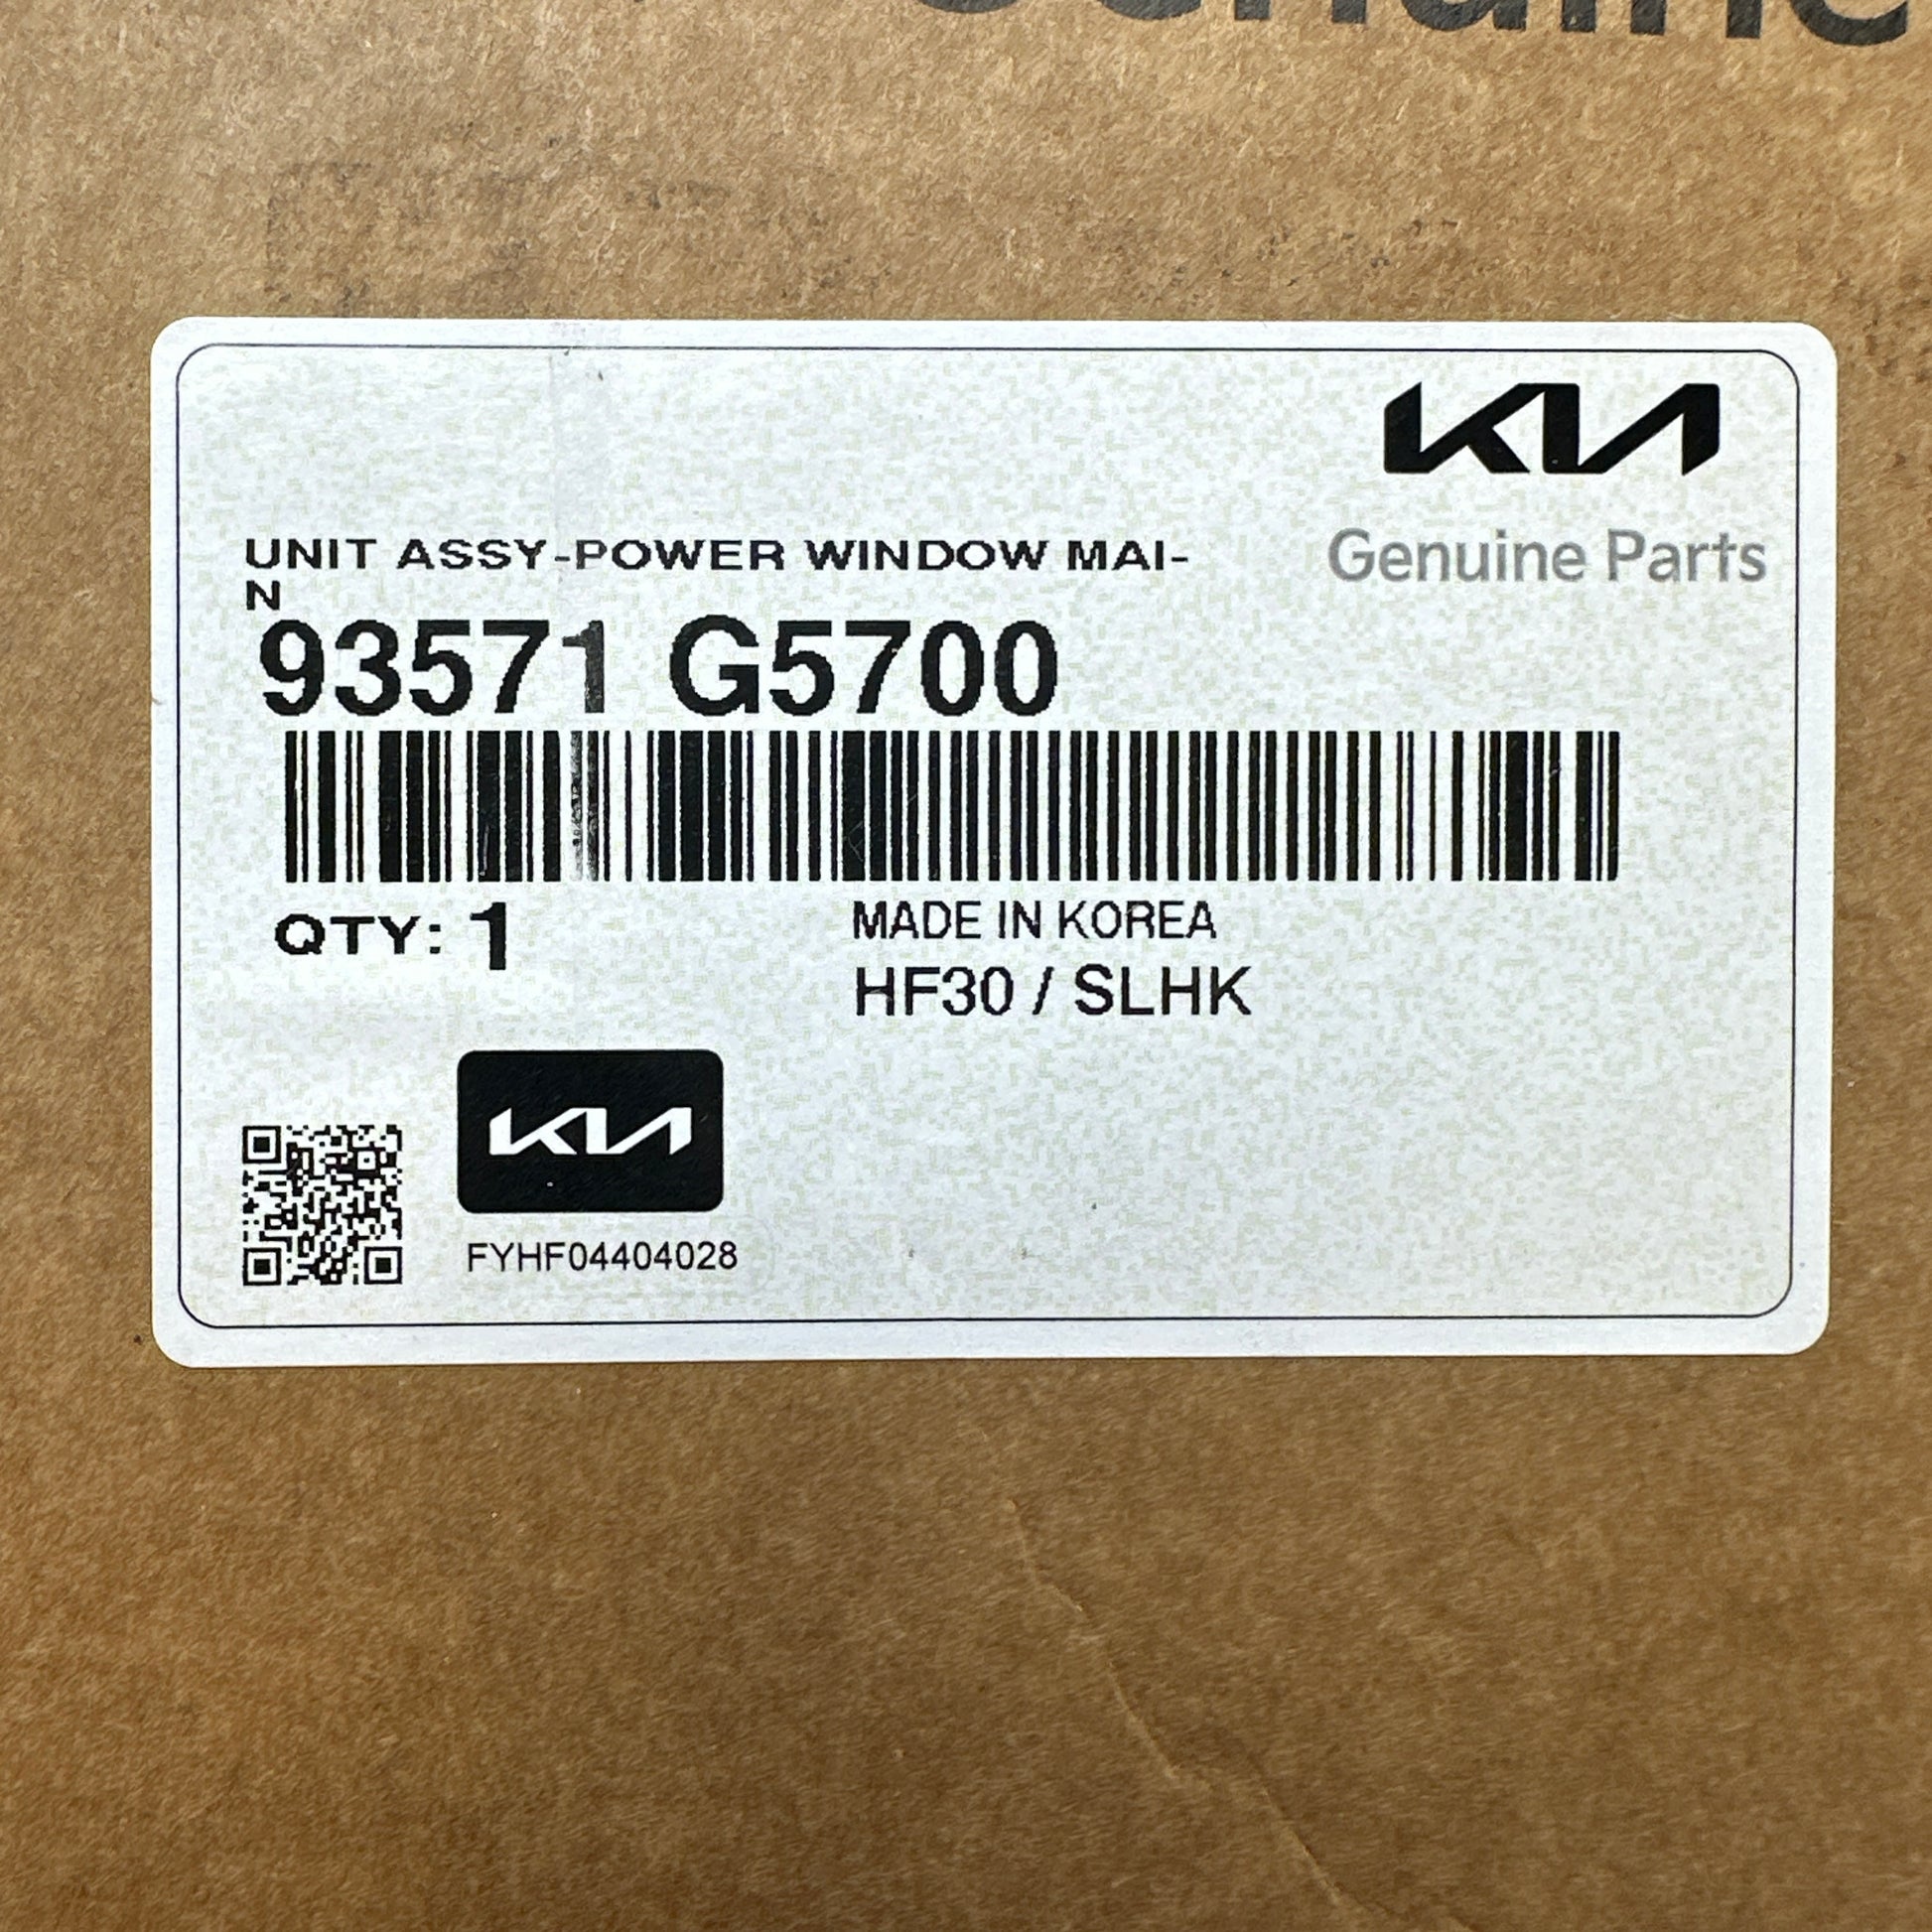 Genuine
KIA
Genuine Parts
UNIT ASSY-POWER WINDOW MAI-
N
93571 G5700
QTY: 1
MADE IN KOREA
HF30 / SLHK
KIA
FYHF04404028